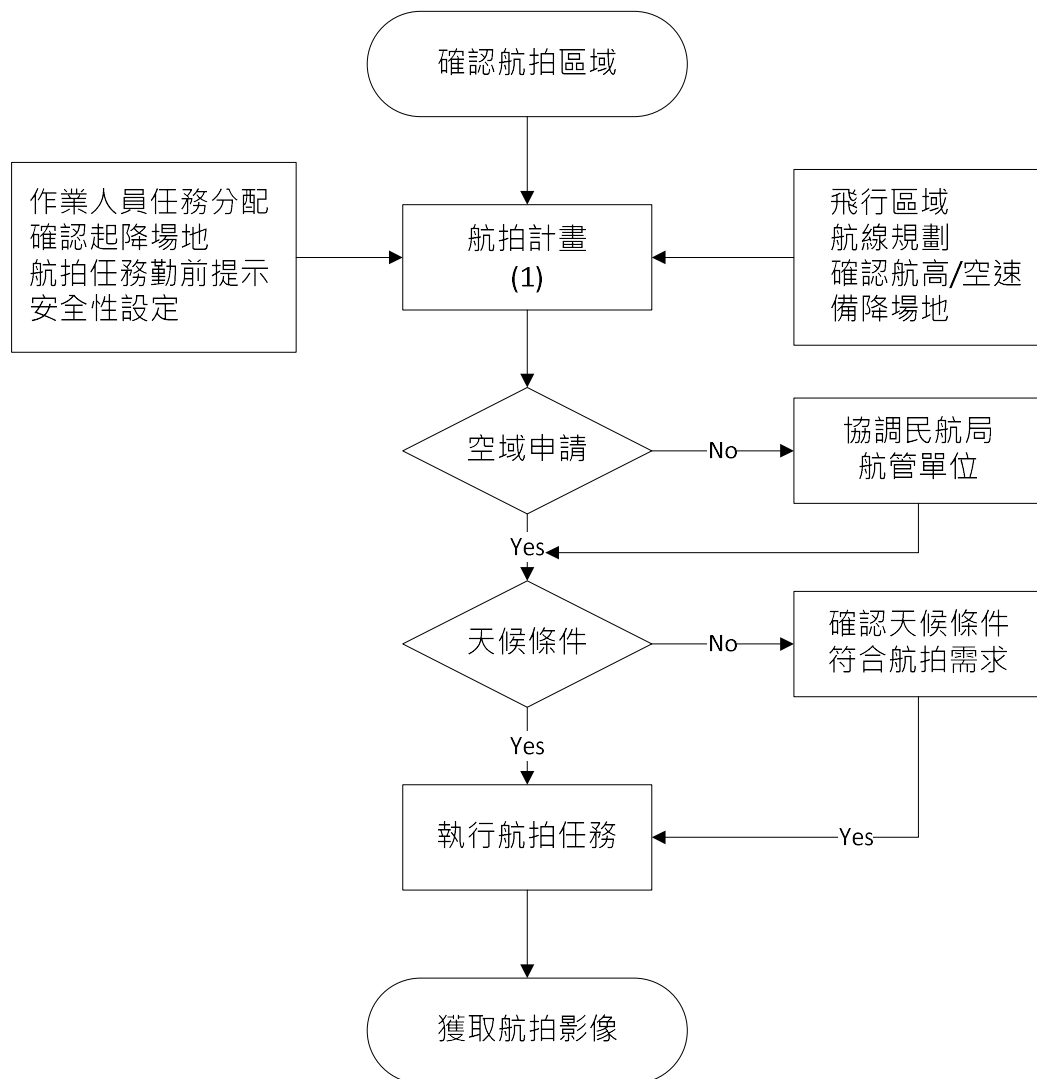 確認航拍區域
作業人員任務分配
確認起降場地
航拍任務勤前提示
安全性設定
航拍計畫
(1)
飛行區域
航線規劃
確認航高/空速
備降場地
空域申請
No
協調民航局
航管單位
Yes
天候條件
No
確認天候條件
符合航拍需求
Yes
執行航拍任務
Yes
獲取航拍影像